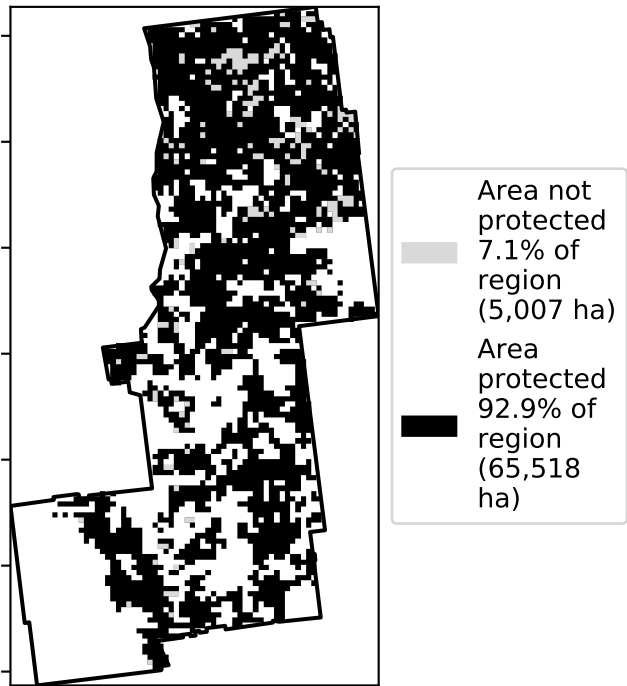 Area not
protected
7.1% of
region
(5,007 ha)
Area
protected
92.9% of
region
(65,518
ha)